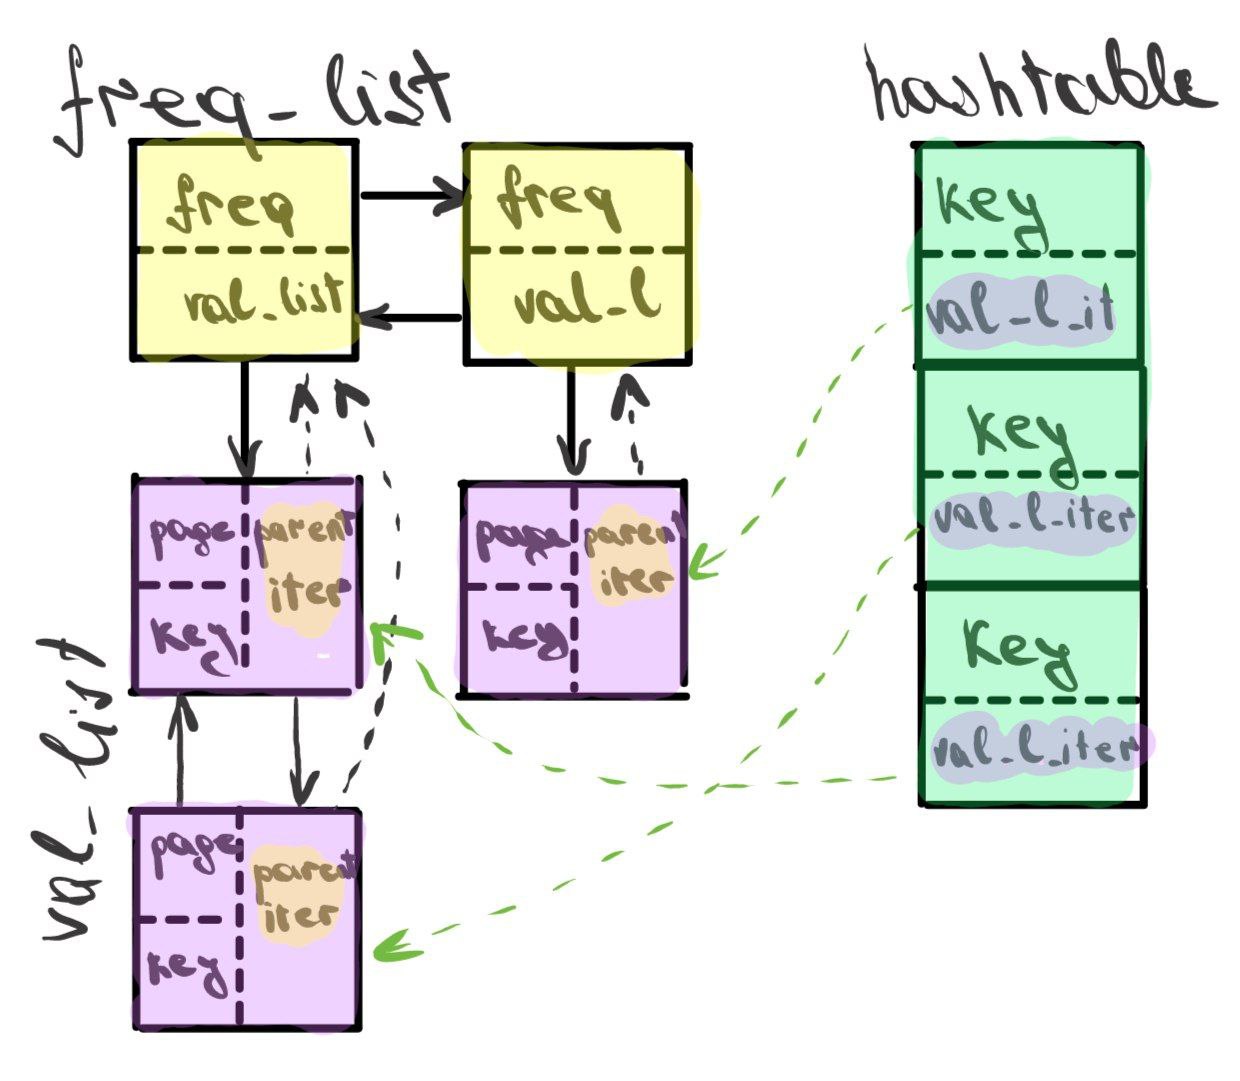 freq_list
hashtable
freq
val_list
freq
val_l
key
val_l_it
key
val_l_iter
key
val_l_iter
page
key
parent
iter
page
key
paren
iter
val_list
page
key
parent
iter